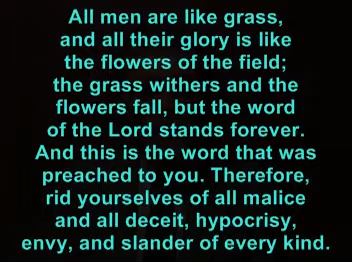 All men are like grass,
and all their glory is like
the flowers of the field;
the grass withers and the
flowers fall, but the word
of the Lord stands forever.
And this is the word that was
preached to you. Therefore,
rid yourselves of all malice
and all deceit, hypocrisy,
envy, and slander of every kind.